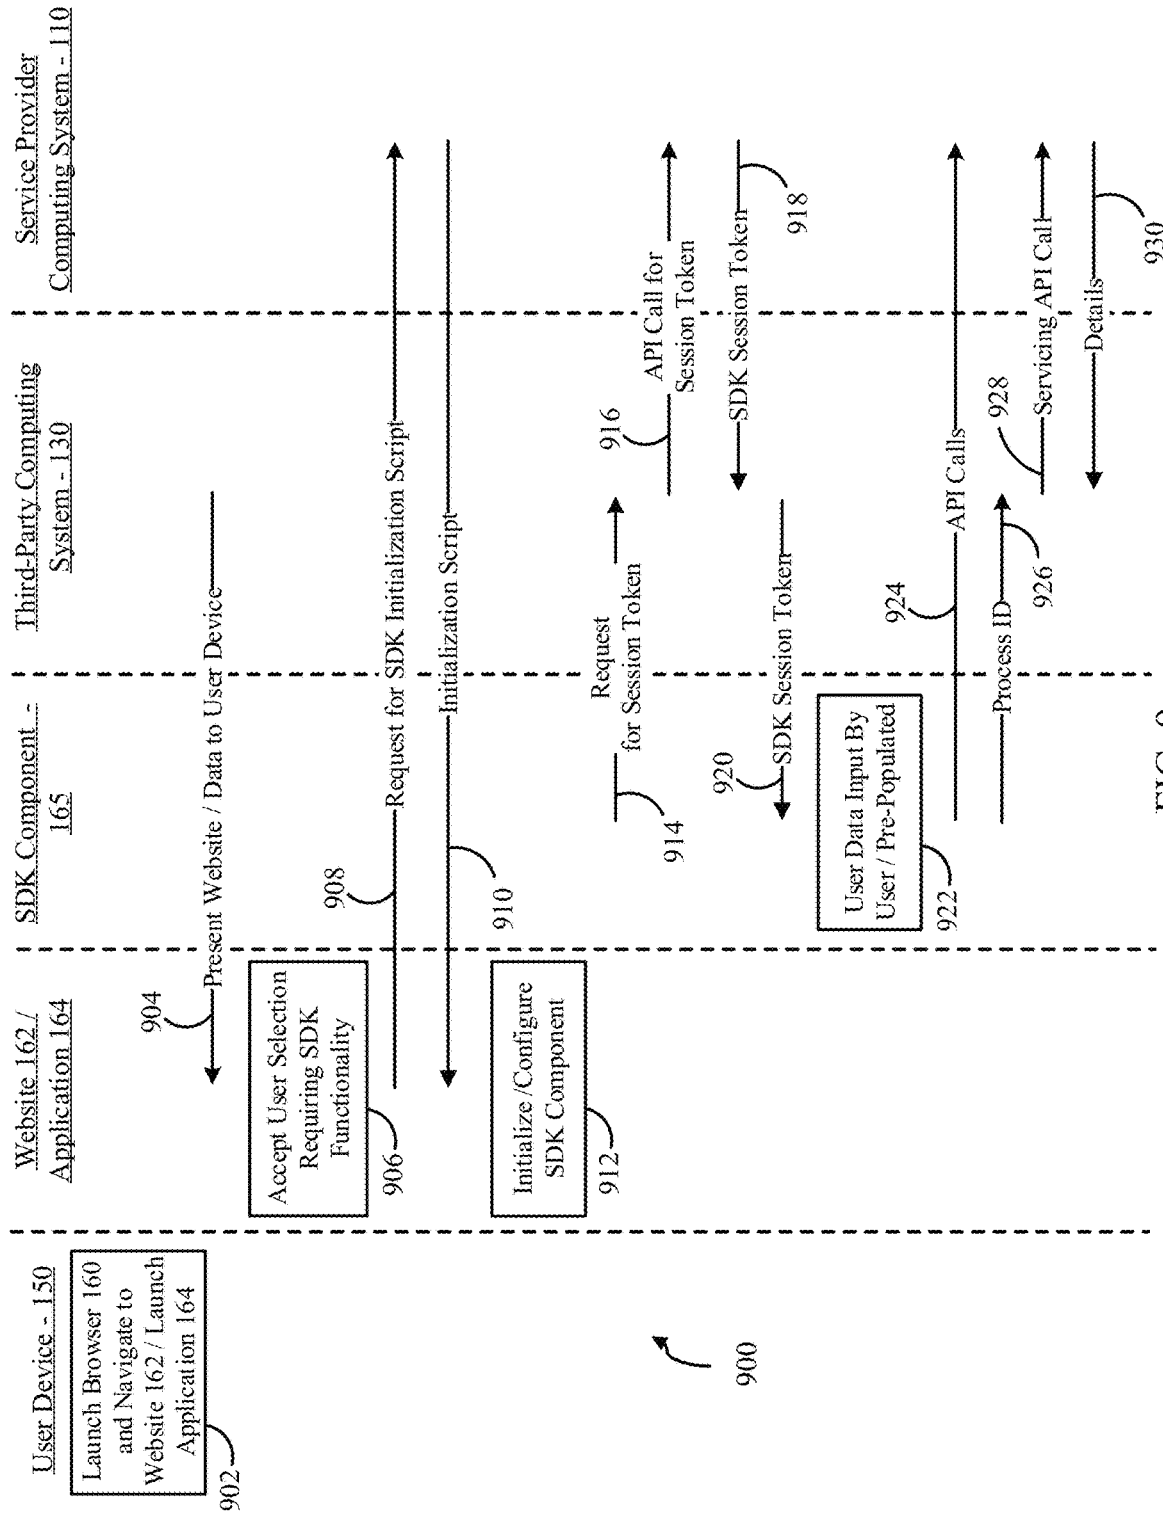 User Device - 150
Website 162 /
Application 164
SDK Component -
165
Third-Party Computing
System - 130
Service Provider
Computing System - 110
Launch Browser 160
and Navigate to
Website 162 / Launch
Application 164
902
904
Present Website / Data to User Device
Accept User Selection
Requiring SDK
Functionality
906
908
Request for SDK Initialization Script
Initialization Script
910
Initialize /Configure
SDK Component
912
Request
for Session Token
914
916
API Call for
Session Token
SDK Session Token
918
920
SDK Session Token
User Data Input By
User / Pre-Populated
922
924
API Calls
Process ID
926
928
Servicing API Call
Details
930
900